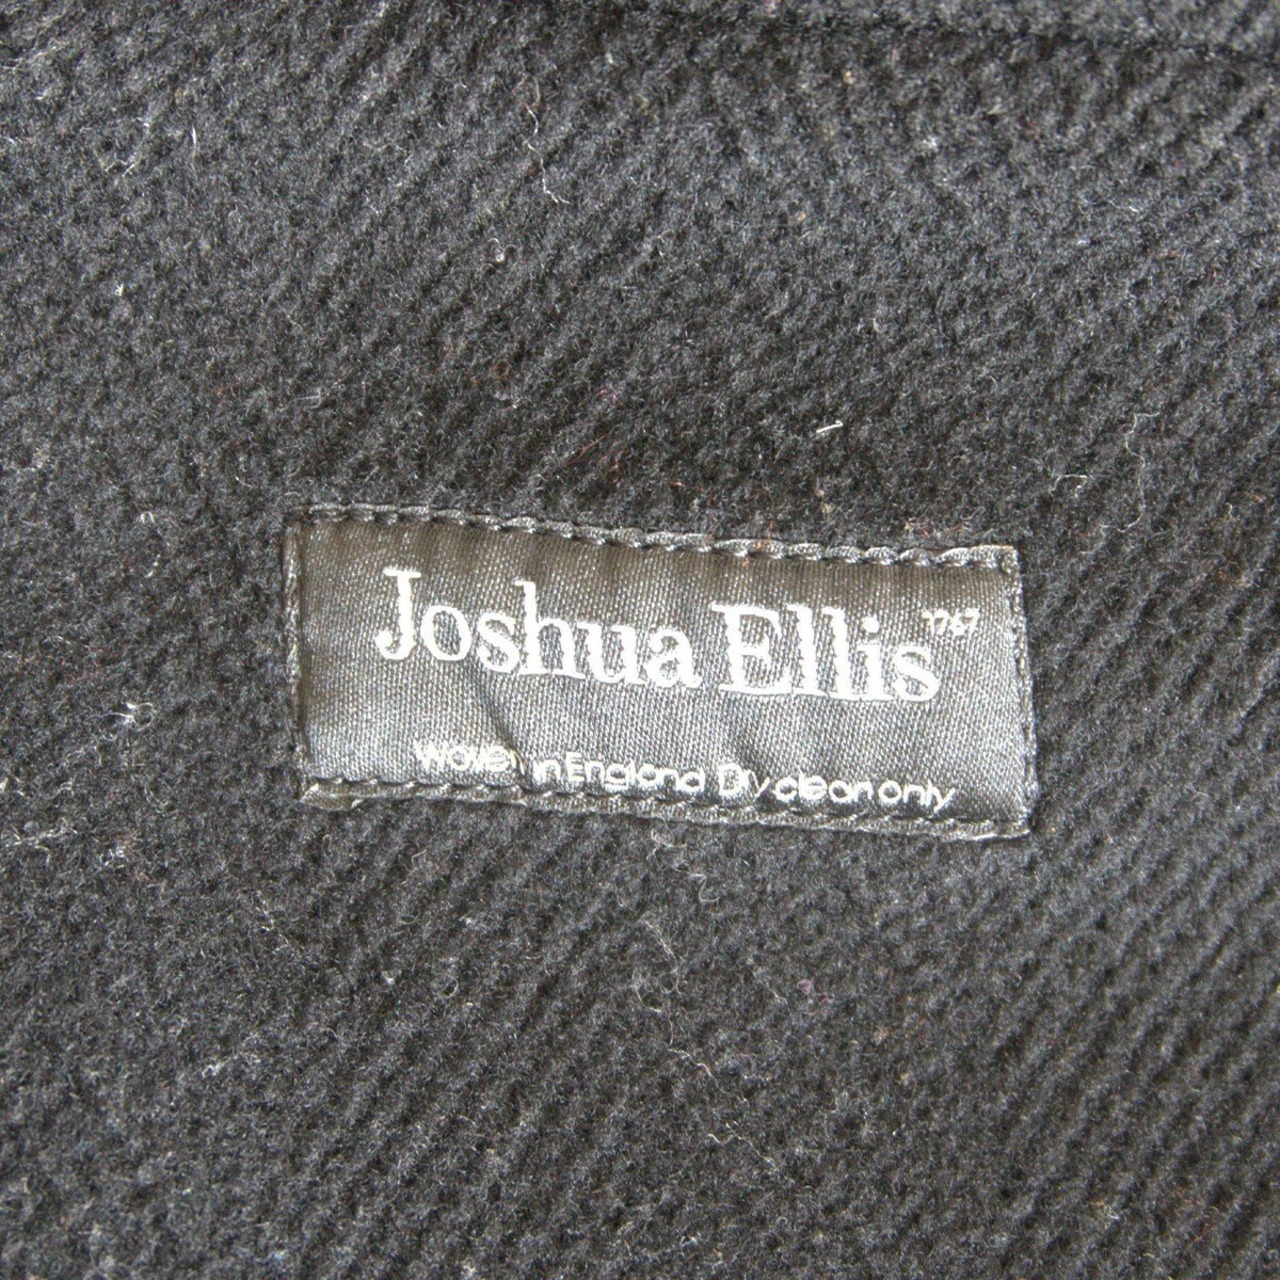 Joshua Ellis 1767
Woven in England Dry clean only